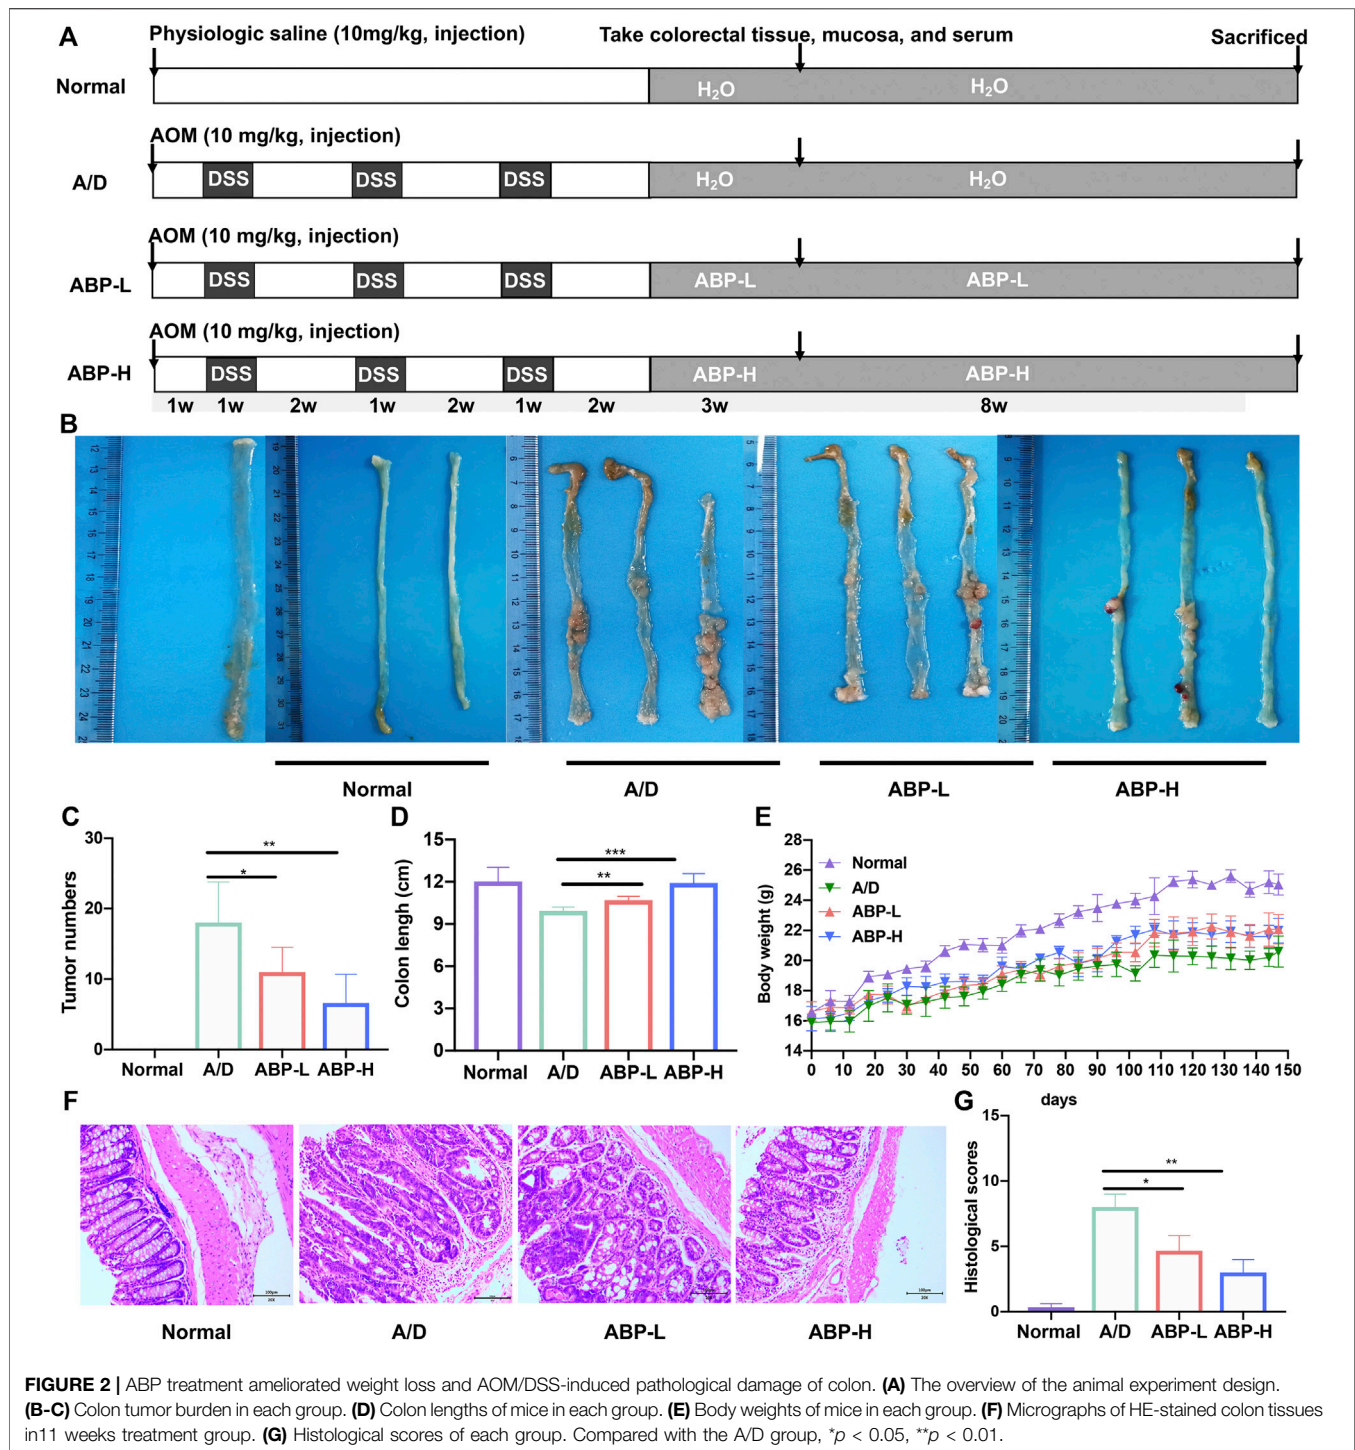 A
Physiologic saline (10mg/kg, injection)
Take colorectal tissue, mucosa, and serum
Sacrificed
Normal
H₂O
H₂O
AOM (10 mg/kg, injection)
A/D
DSS
DSS
DSS
H₂O
H₂O
AOM (10 mg/kg, injection)
ABP-L
DSS
DSS
DSS
ABP-L
ABP-L
AOM (10 mg/kg, injection)
ABP-H
DSS
DSS
DSS
ABP-H
ABP-H
1w 1w 2w 1w 2w 1w 2w 3w 8w
B
Normal
A/D
ABP-L
ABP-H
C
Tumor numbers
30
20
10
0
**
*
Normal A/D ABP-L ABP-H
D
Colon lengh (cm)
15
12
9
6
3
0
***
**
Normal A/D ABP-L ABP-H
E
Body weight (g)
28
26
24
22
20
18
16
14
Normal
A/D
ABP-L
ABP-H
0 10 20 30 40 50 60 70 80 90 100 110 120 130 140 150
days
F
100μm
20X
100μm
20X
Normal
A/D
ABP-L
ABP-H
G
Histological scores
15
10
5
0
**
*
Normal A/D ABP-L ABP-H
FIGURE 2 | ABP treatment ameliorated weight loss and AOM/DSS-induced pathological damage of colon. (A) The overview of the animal experiment design.
(B-C) Colon tumor burden in each group. (D) Colon lengths of mice in each group. (E) Body weights of mice in each group. (F) Micrographs of HE-stained colon tissues
in11 weeks treatment group. (G) Histological scores of each group. Compared with the A/D group, *p < 0.05, **p < 0.01.